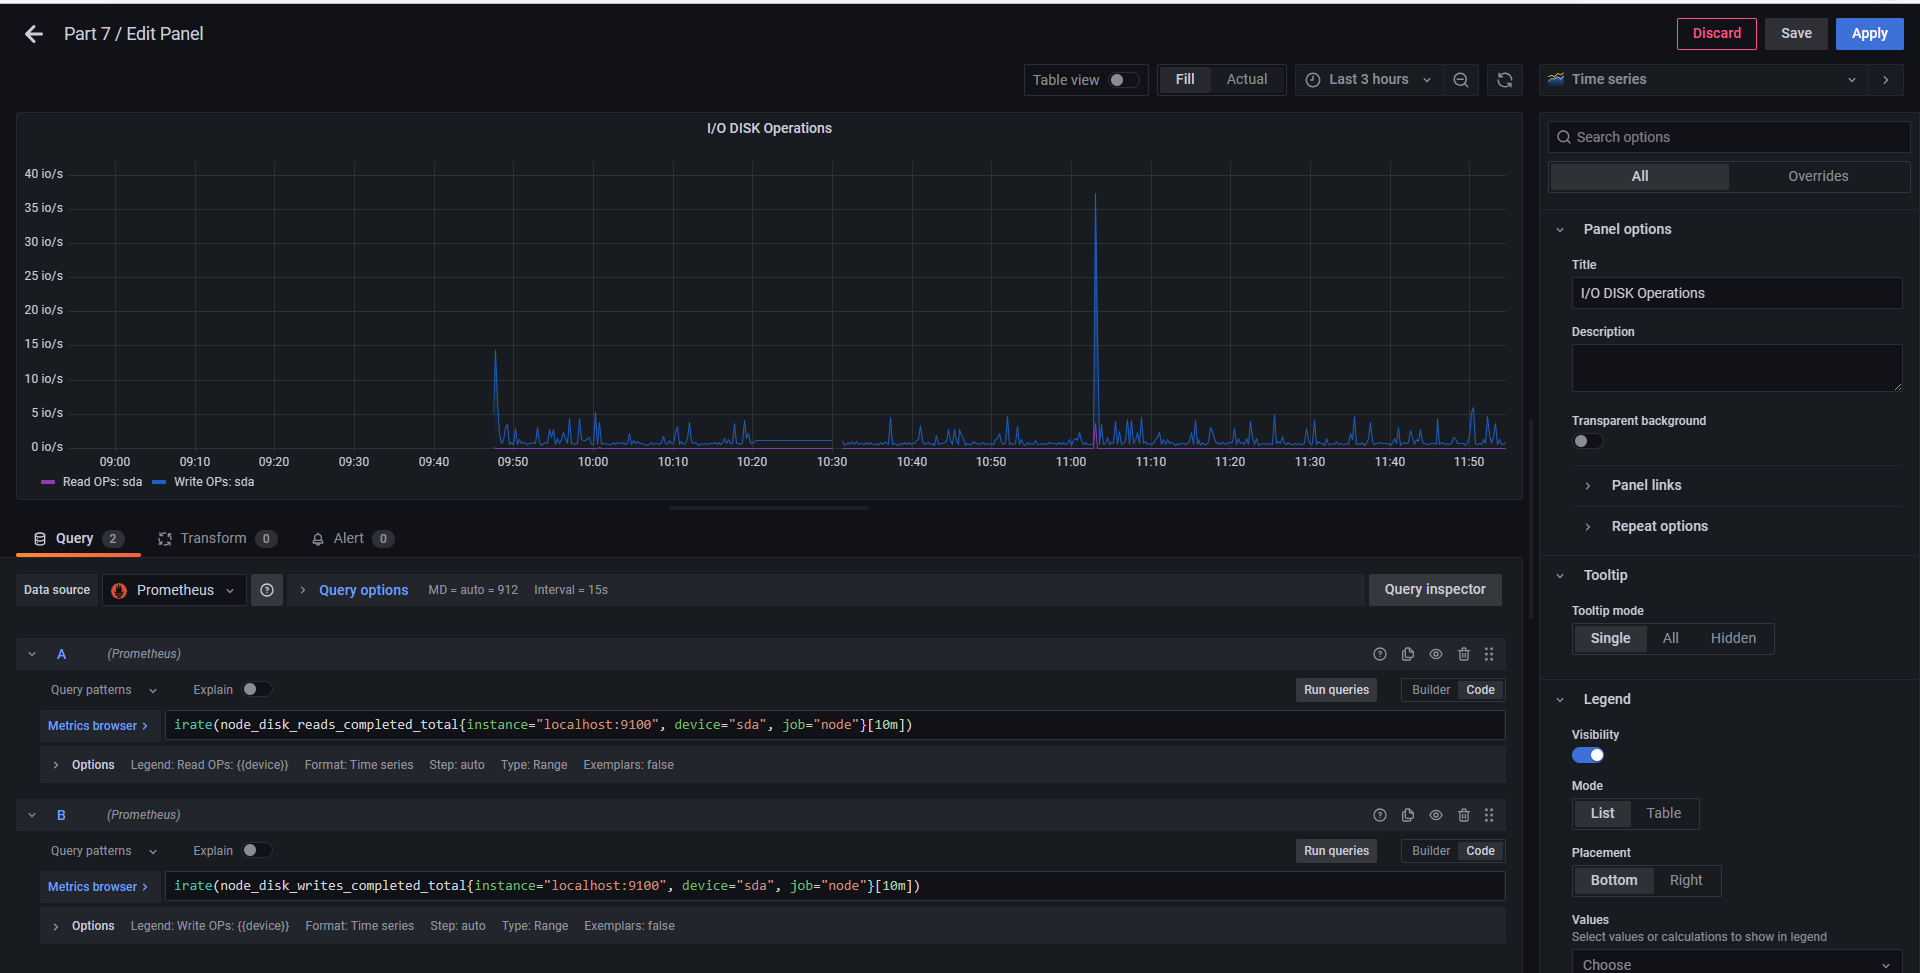 Part 7 / Edit Panel
Discard
Save
Apply
Table view
Fill
Actual
Last 3 hours
Time series
I/O DISK Operations
40 io/s
35 io/s
30 io/s
25 io/s
20 io/s
15 io/s
10 io/s
5 io/s
0 io/s
09:00 09:10 09:20 09:30 09:40 09:50 10:00 10:10 10:20 10:30 10:40 10:50 11:00 11:10 11:20 11:30 11:40 11:50
Read OPs: sda Write OPs: sda
Query 2 Transform 0 Alert 0
Data source Prometheus Query options MD = auto = 912 Interval = 15s Query inspector
A (Prometheus)
Query patterns Explain Run queries Builder Code
Metrics browser > irate(node_disk_reads_completed_total{instance="localhost:9100", device="sda", job="node"}[10m])
Options Legend: Read OPs: {{device}} Format: Time series Step: auto Type: Range Exemplars: false
B (Prometheus)
Query patterns Explain Run queries Builder Code
Metrics browser > irate(node_disk_writes_completed_total{instance="localhost:9100", device="sda", job="node"}[10m])
Options Legend: Write OPs: {{device}} Format: Time series Step: auto Type: Range Exemplars: false
Search options
All Overrides
Panel options
Title
I/O DISK Operations
Description
Transparent background
Panel links
Repeat options
Tooltip
Tooltip mode
Single All Hidden
Legend
Visibility
Mode
List Table
Placement
Bottom Right
Values
Select values or calculations to show in legend
Choose